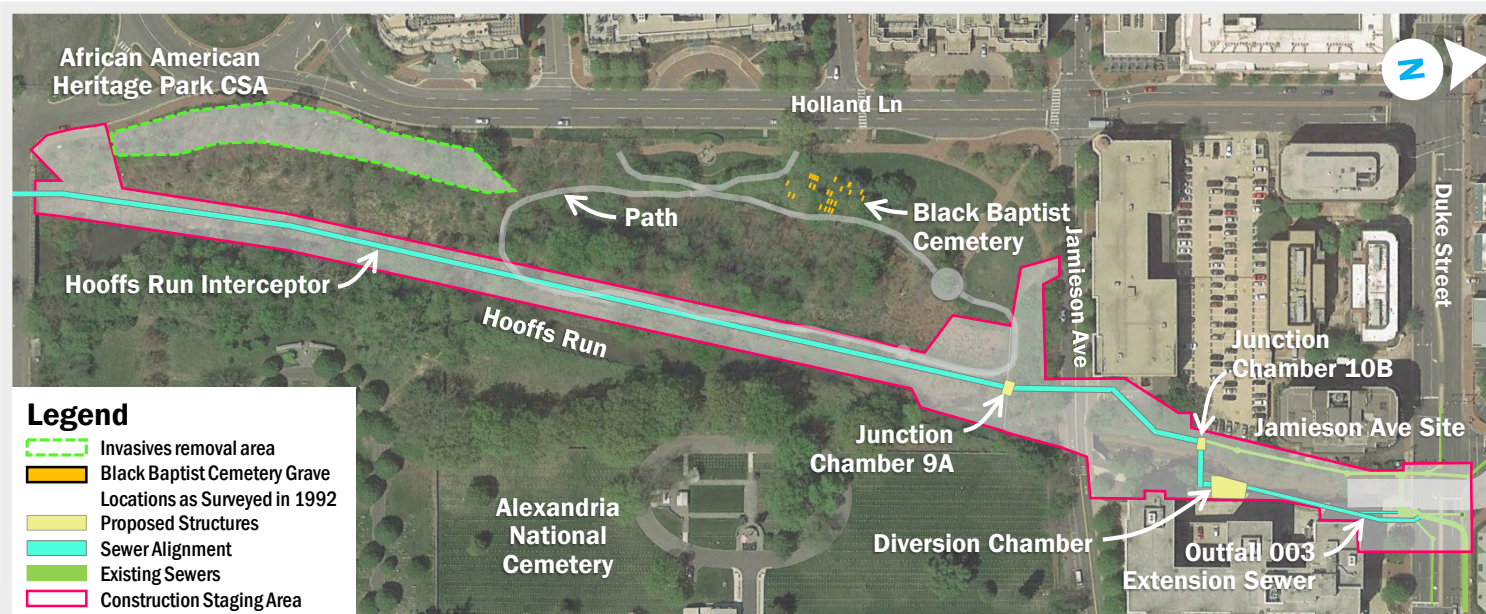 African American
Heritage Park CSA
Holland Ln
N
Path
Black Baptist
Cemetery
Jamieson Ave
Duke Street
Hooffs Run Interceptor
Hooffs Run
Junction
Chamber 10B
Jamieson Ave Site
Junction
Chamber 9A
Alexandria
National
Cemetery
Diversion Chamber
Outfall 003
Extension Sewer
Legend
Invasives removal area
Black Baptist Cemetery Grave
Locations as Surveyed in 1992
Proposed Structures
Sewer Alignment
Existing Sewers
Construction Staging Area